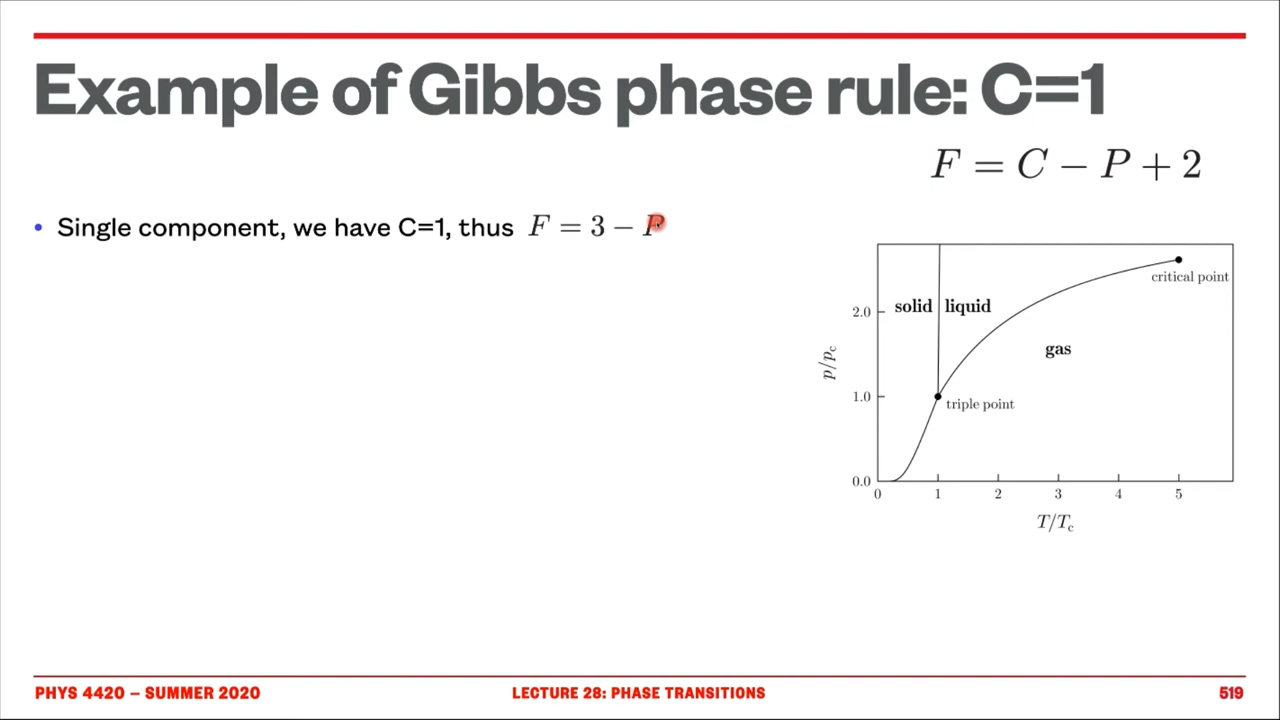 Example of Gibbs phase rule: C=1
F = C − P + 2
• Single component, we have C=1, thus F = 3 − P
critical point
solid liquid
2.0
gas
p/p_c
1.0
triple point
0.0
0 1 2 3 4 5
T/T_c
PHYS 4420 – SUMMER 2020 LECTURE 28: PHASE TRANSITIONS 519